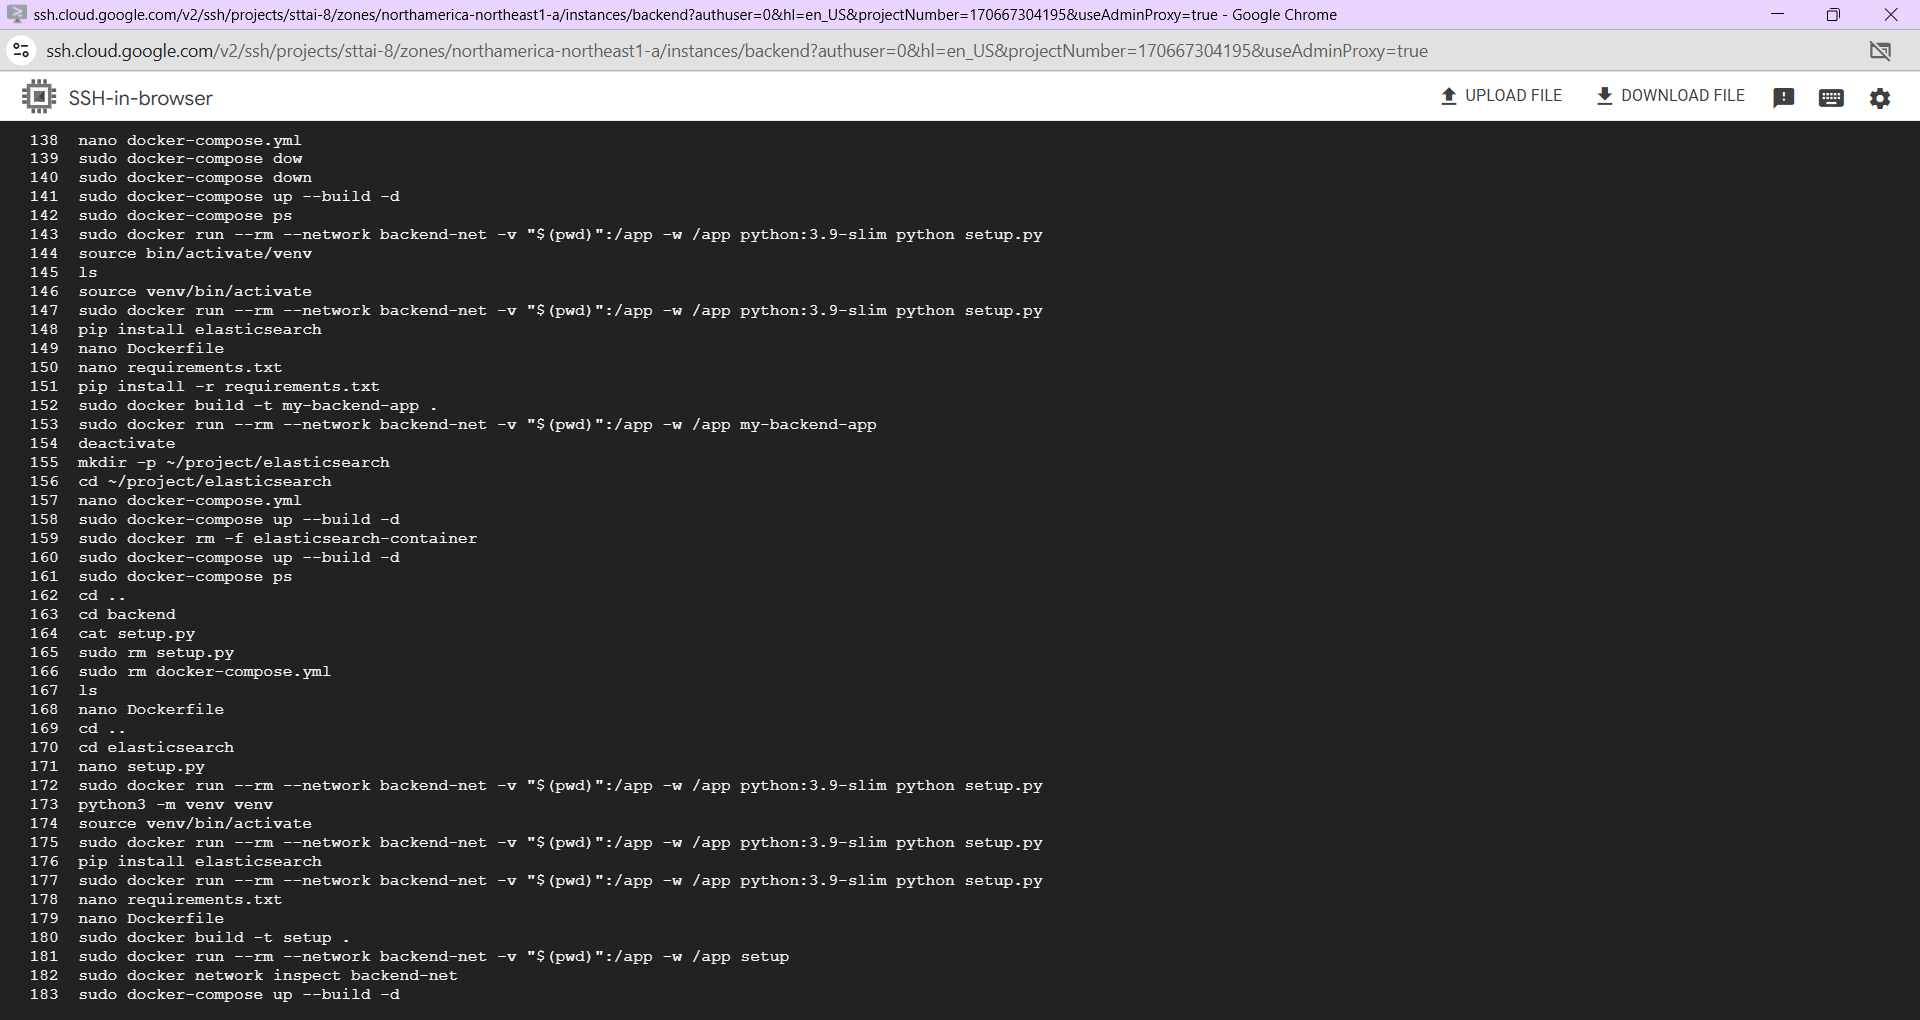 ssh.cloud.google.com/v2/ssh/projects/sttai-8/zones/northamerica-northeast1-a/instances/backend?authuser=0&hl=en_US&projectNumber=170667304195&useAdminProxy=true - Google Chrome
ssh.cloud.google.com/v2/ssh/projects/sttai-8/zones/northamerica-northeast1-a/instances/backend?authuser=0&hl=en_US&projectNumber=170667304195&useAdminProxy=true
SSH-in-browser UPLOAD FILE DOWNLOAD FILE
138 nano docker-compose.yml
139 sudo docker-compose dow
140 sudo docker-compose down
141 sudo docker-compose up --build -d
142 sudo docker-compose ps
143 sudo docker run --rm --network backend-net -v "$(pwd)":/app -w /app python:3.9-slim python setup.py
144 source bin/activate/venv
145 ls
146 source venv/bin/activate
147 sudo docker run --rm --network backend-net -v "$(pwd)":/app -w /app python:3.9-slim python setup.py
148 pip install elasticsearch
149 nano Dockerfile
150 nano requirements.txt
151 pip install -r requirements.txt
152 sudo docker build -t my-backend-app .
153 sudo docker run --rm --network backend-net -v "$(pwd)":/app -w /app my-backend-app
154 deactivate
155 mkdir -p ~/project/elasticsearch
156 cd ~/project/elasticsearch
157 nano docker-compose.yml
158 sudo docker-compose up --build -d
159 sudo docker rm -f elasticsearch-container
160 sudo docker-compose up --build -d
161 sudo docker-compose ps
162 cd ..
163 cd backend
164 cat setup.py
165 sudo rm setup.py
166 sudo rm docker-compose.yml
167 ls
168 nano Dockerfile
169 cd ..
170 cd elasticsearch
171 nano setup.py
172 sudo docker run --rm --network backend-net -v "$(pwd)":/app -w /app python:3.9-slim python setup.py
173 python3 -m venv venv
174 source venv/bin/activate
175 sudo docker run --rm --network backend-net -v "$(pwd)":/app -w /app python:3.9-slim python setup.py
176 pip install elasticsearch
177 sudo docker run --rm --network backend-net -v "$(pwd)":/app -w /app python:3.9-slim python setup.py
178 nano requirements.txt
179 nano Dockerfile
180 sudo docker build -t setup .
181 sudo docker run --rm --network backend-net -v "$(pwd)":/app -w /app setup
182 sudo docker network inspect backend-net
183 sudo docker-compose up --build -d